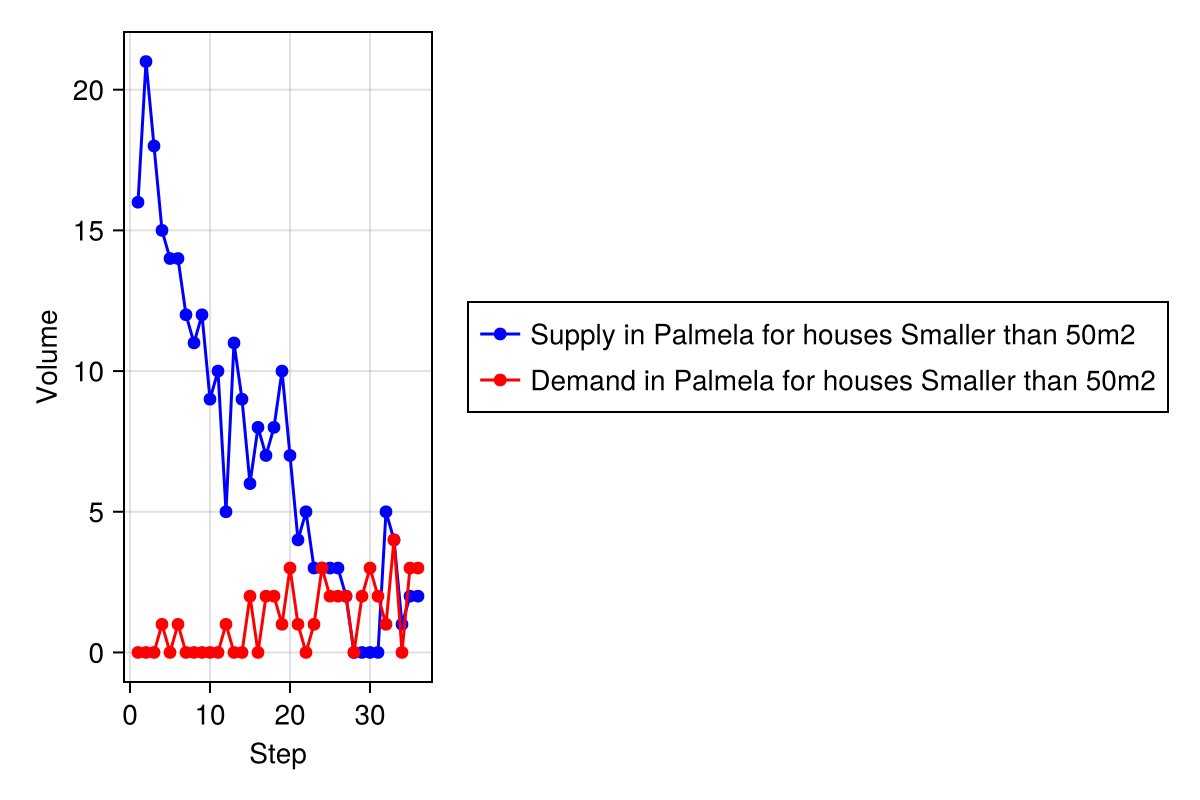 20
15
10
5
0
Volume
0 10 20 30
Step
Supply in Palmela for houses Smaller than 50m2
Demand in Palmela for houses Smaller than 50m2